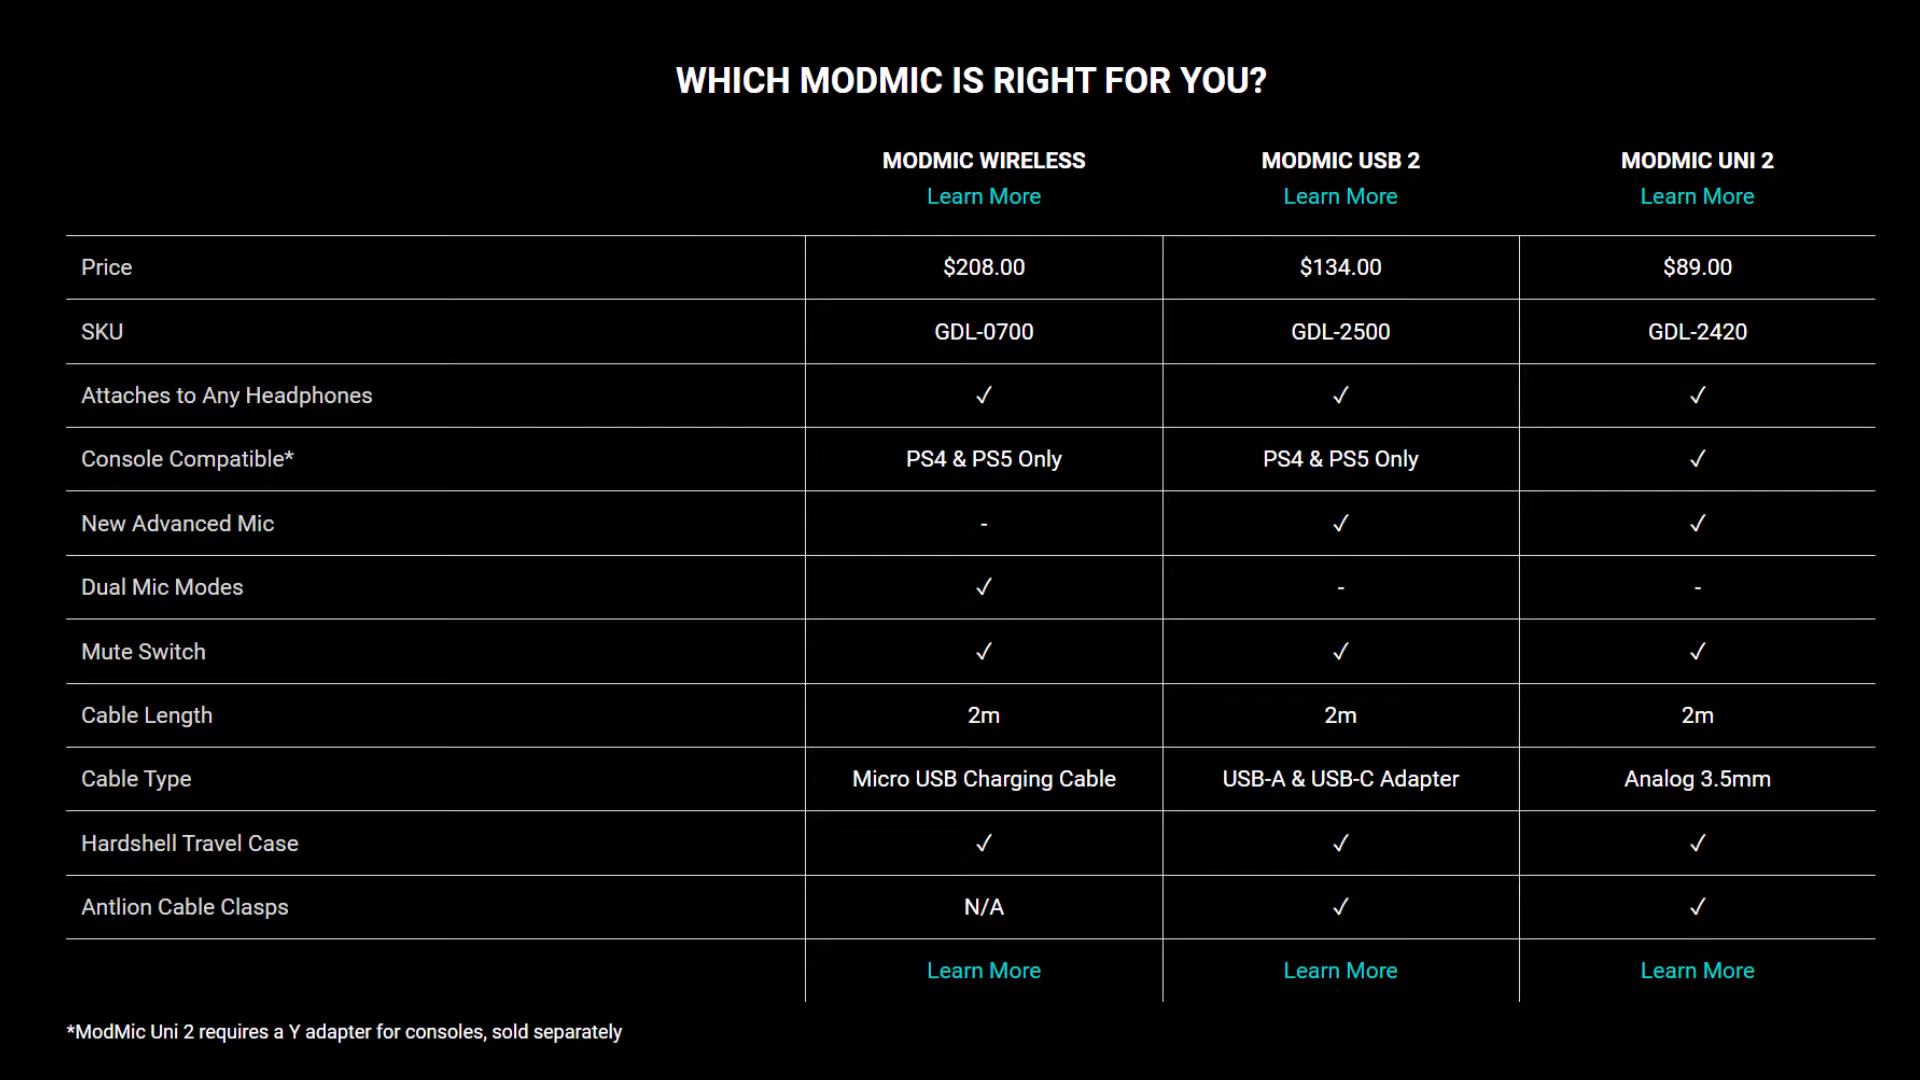 WHICH MODMIC IS RIGHT FOR YOU?
MODMIC WIRELESS MODMIC USB 2 MODMIC UNI 2
Learn More Learn More Learn More
Price $208.00 $134.00 $89.00
SKU GDL-0700 GDL-2500 GDL-2420
Attaches to Any Headphones ✓ ✓ ✓
Console Compatible* PS4 & PS5 Only PS4 & PS5 Only ✓
New Advanced Mic - ✓ ✓
Dual Mic Modes ✓ - -
Mute Switch ✓ ✓ ✓
Cable Length 2m 2m 2m
Cable Type Micro USB Charging Cable USB-A & USB-C Adapter Analog 3.5mm
Hardshell Travel Case ✓ ✓ ✓
Antlion Cable Clasps N/A ✓ ✓
Learn More Learn More Learn More
*ModMic Uni 2 requires a Y adapter for consoles, sold separately